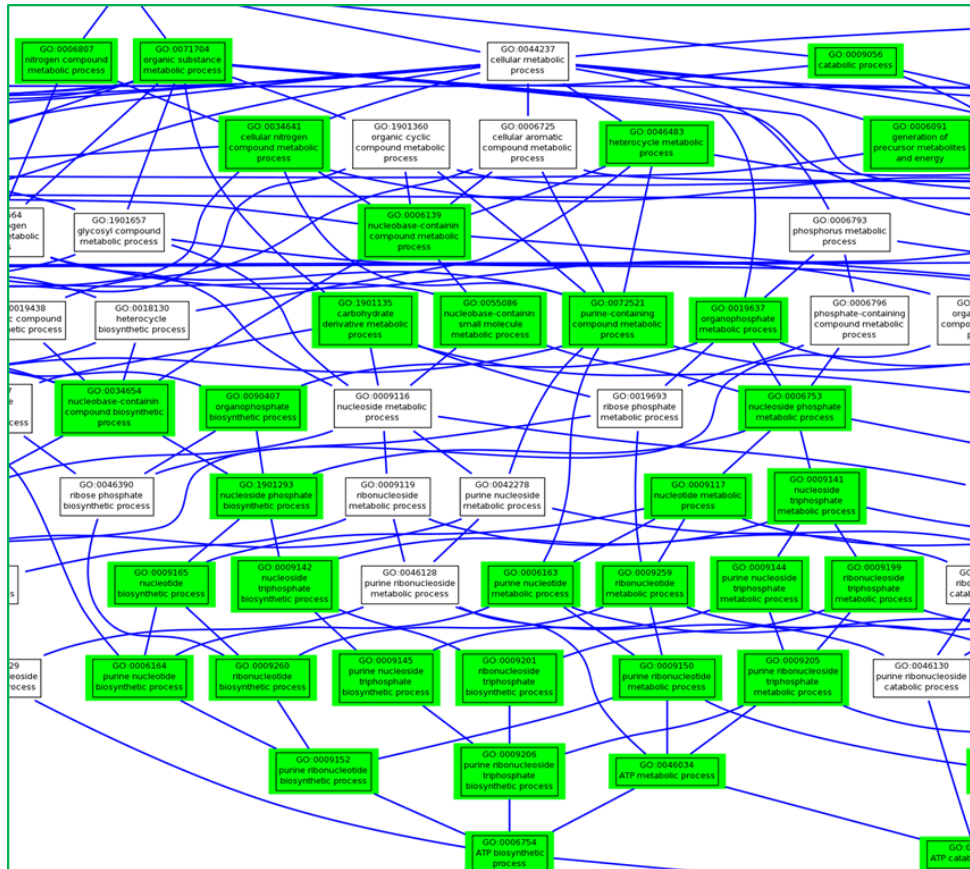 GO:0006807
nitrogen compound
metabolic process
GO:0071704
organic substance
metabolic process
GO:0044237
cellular metabolic
process
GO:0009056
catabolic process
GO:0034641
cellular nitrogen
compound metabolic
process
GO:1901360
organic cyclic
compound metabolic
process
GO:0006725
cellular aromatic
compound metabolic
process
GO:0046483
heterocycle metabolic
process
GO:0006091
generation of
precursor metabolites
and energy
GO:1901657
glycosyl compound
metabolic process
GO:0006139
nucleobase-containin
compound metabolic
process
GO:0006793
phosphorus metabolic
process
0019438
ic compound
thetic process
GO:0018130
heterocycle
biosynthetic process
GO:1901135
carbohydrate
derivative metabolic
process
GO:0055086
nucleobase-containin
small molecule
metabolic process
GO:0072521
purine-containing
compound metabolic
process
GO:0019637
organophosphate
metabolic process
GO:0006796
phosphate-containing
compound metabolic
process
GO:0034654
nucleobase-containin
compound biosynthetic
process
GO:0090407
organophosphate
biosynthetic process
GO:0009116
nucleoside metabolic
process
GO:0019693
ribose phosphate
metabolic process
GO:0006753
nucleoside phosphate
metabolic process
GO:0046390
ribose phosphate
biosynthetic process
GO:1901293
nucleoside phosphate
biosynthetic process
GO:0009119
ribonucleoside
metabolic process
GO:0042278
purine nucleoside
metabolic process
GO:0009117
nucleotide metabolic
process
GO:0009141
nucleoside
triphosphate
metabolic process
GO:0009165
nucleotide
biosynthetic process
GO:0009142
nucleoside
triphosphate
biosynthetic process
GO:0046128
purine ribonucleoside
metabolic process
GO:0006163
purine nucleotide
metabolic process
GO:0009259
ribonucleotide
metabolic process
GO:0009144
purine nucleoside
triphosphate
metabolic process
GO:0009199
ribonucleoside
triphosphate
metabolic process
GO:0006164
purine nucleotide
biosynthetic process
GO:0009260
ribonucleotide
biosynthetic process
GO:0009145
purine nucleoside
triphosphate
biosynthetic process
GO:0009201
ribonucleoside
triphosphate
biosynthetic process
GO:0009150
purine ribonucleotide
metabolic process
GO:0009205
purine ribonucleoside
triphosphate
metabolic process
GO:0046130
purine ribonucleoside
catabolic process
GO:0009152
purine ribonucleotide
biosynthetic process
GO:0009206
purine ribonucleoside
triphosphate
biosynthetic process
GO:0046034
ATP metabolic process
GO:0006754
ATP biosynthetic
process